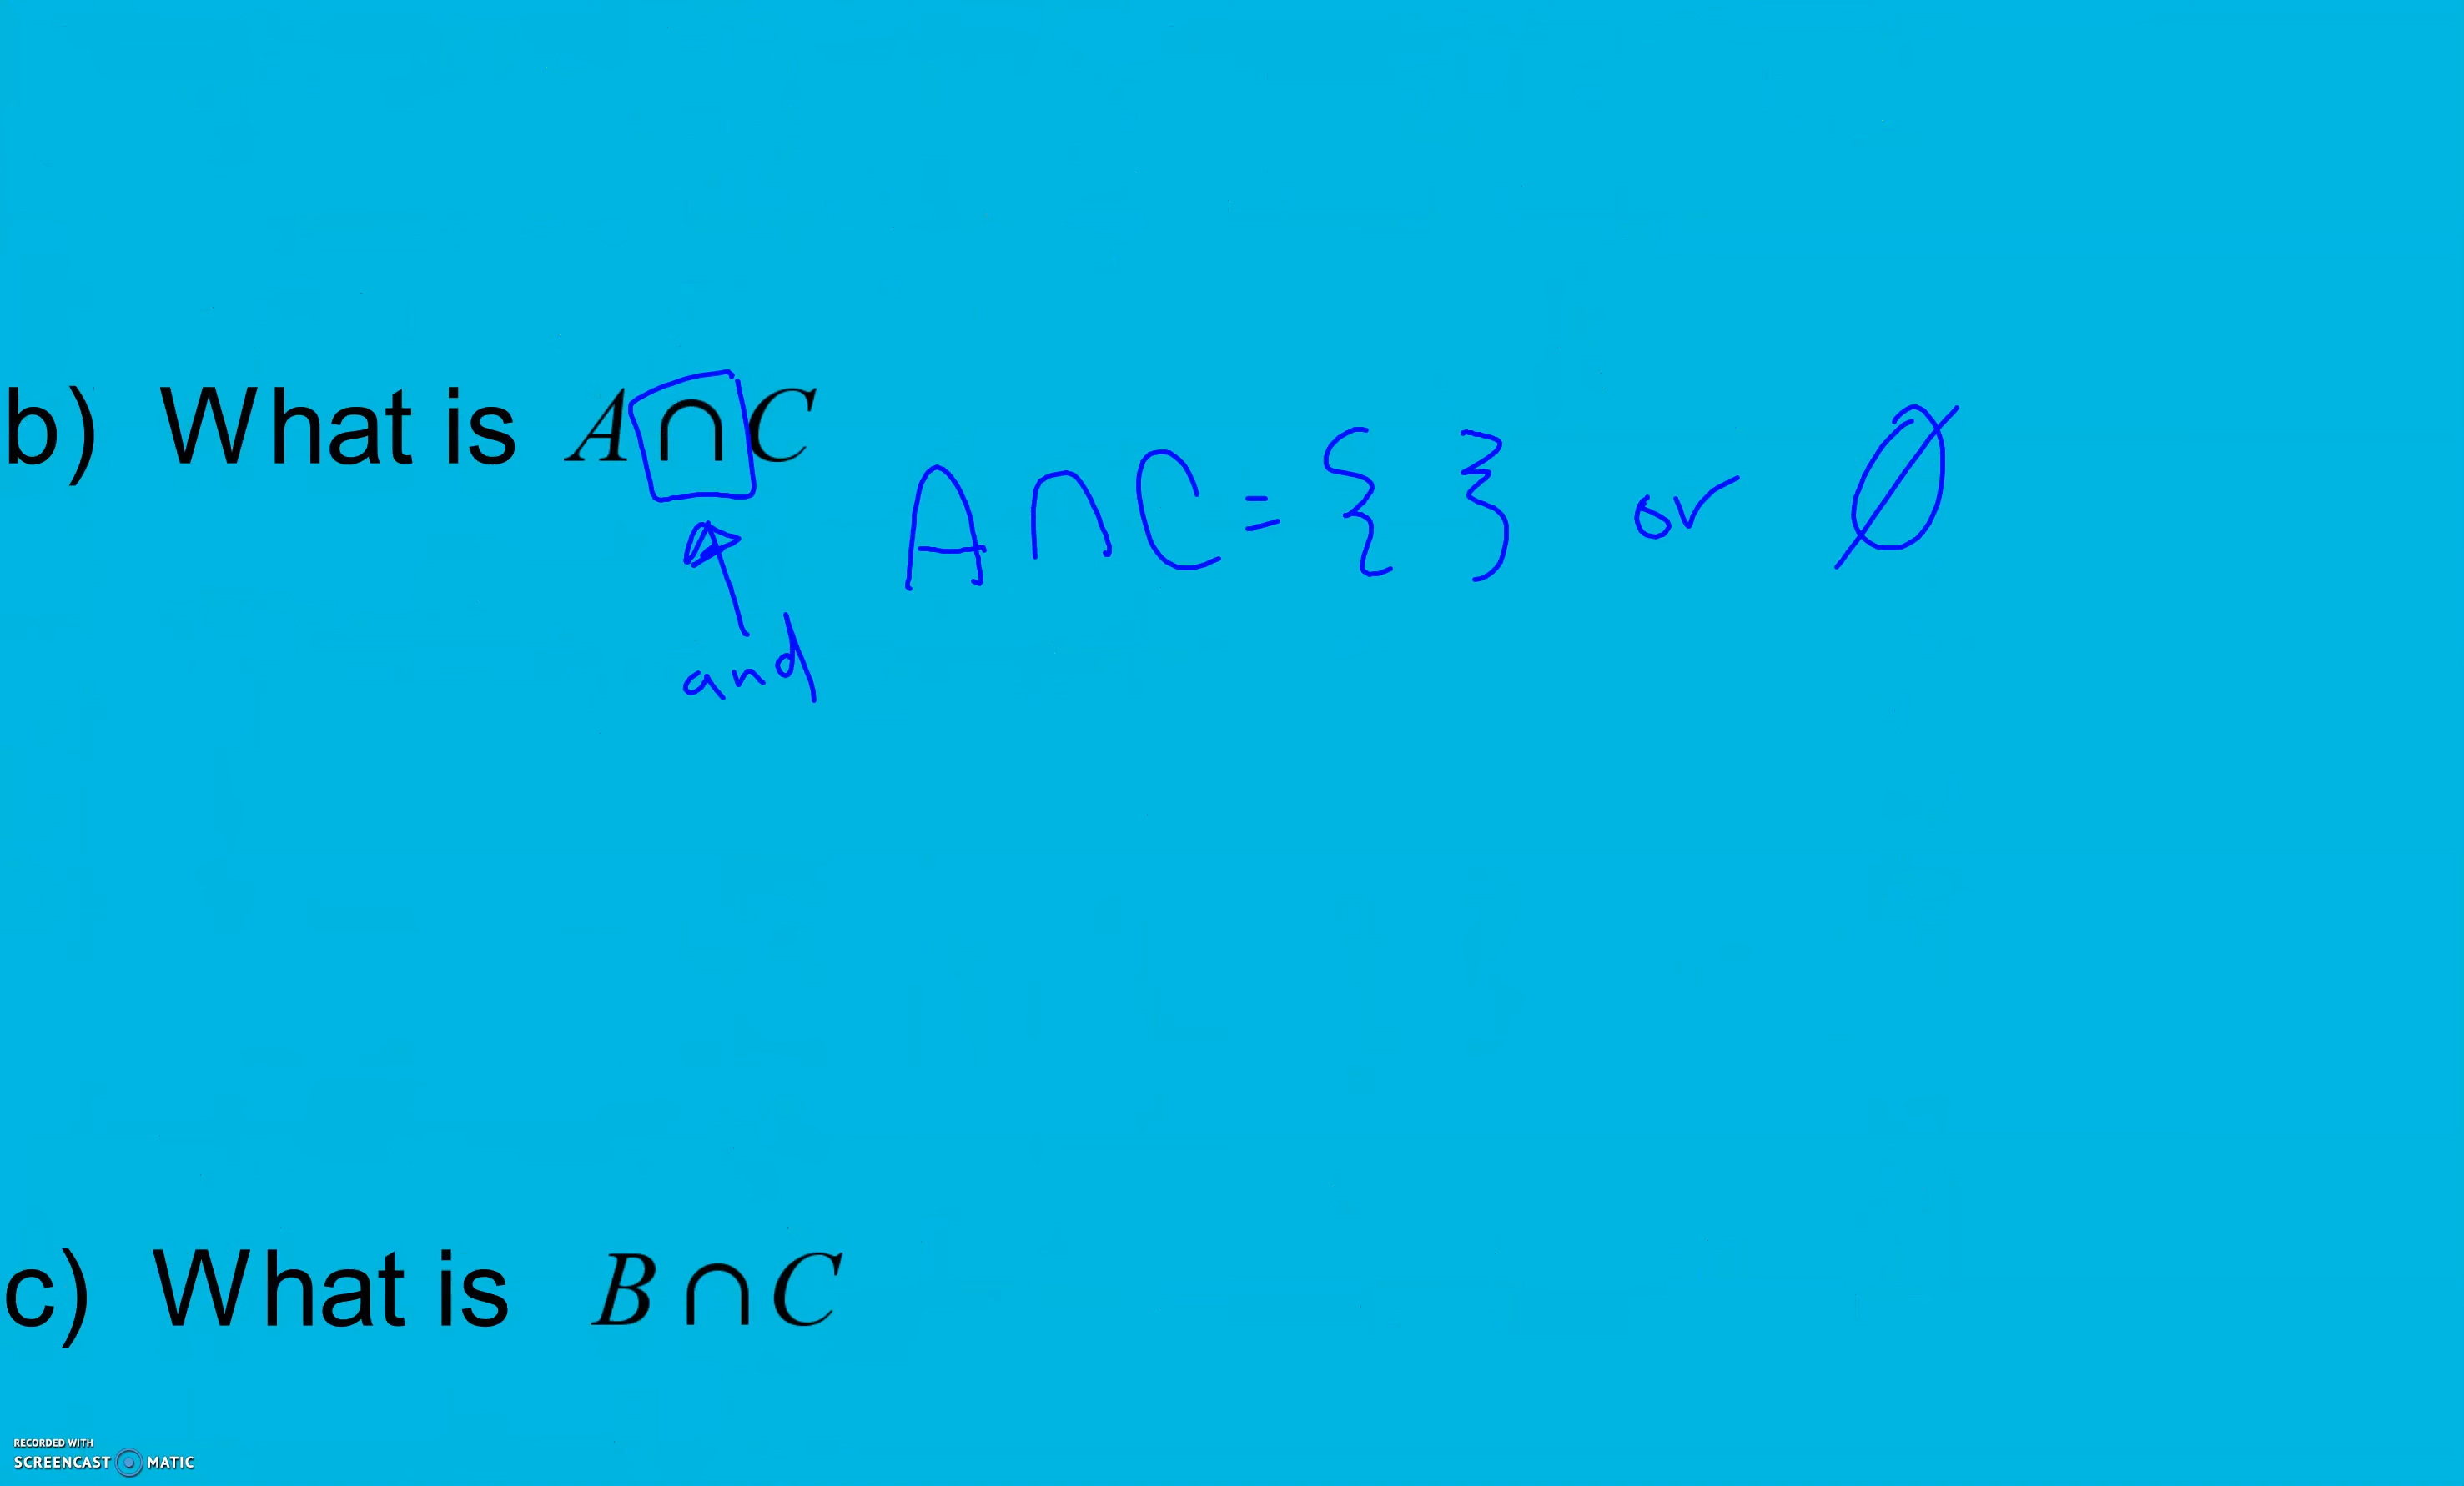 b) What is A∩C
A∩C={ } or Ø
and
c) What is B∩C
RECORDED WITH
SCREENCAST MATIC